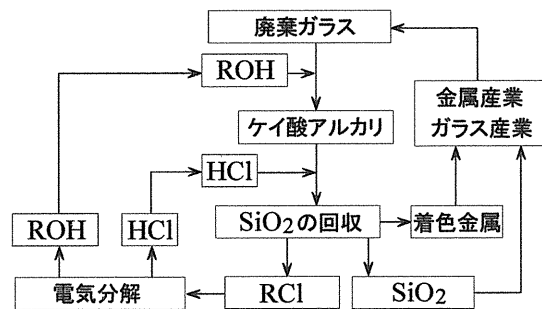 廃棄ガラス
ROH
金属産業
ガラス産業
ケイ酸アルカリ
HCl
ROH
HCl
SiO₂の回収
着色金属
電気分解
RCl
SiO₂